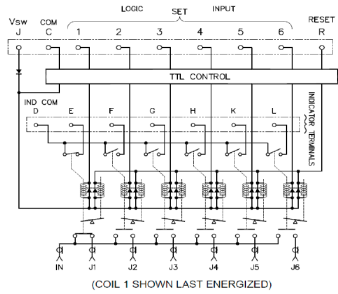 LOGIC SET INPUT
Vsw COM RESET
J C 1 2 3 4 5 6 R
TTL CONTROL
IND COM
D E F G H K L
INDICATOR TERMINALS
IN J1 J2 J3 J4 J5 J6
(COIL 1 SHOWN LAST ENERGIZED)